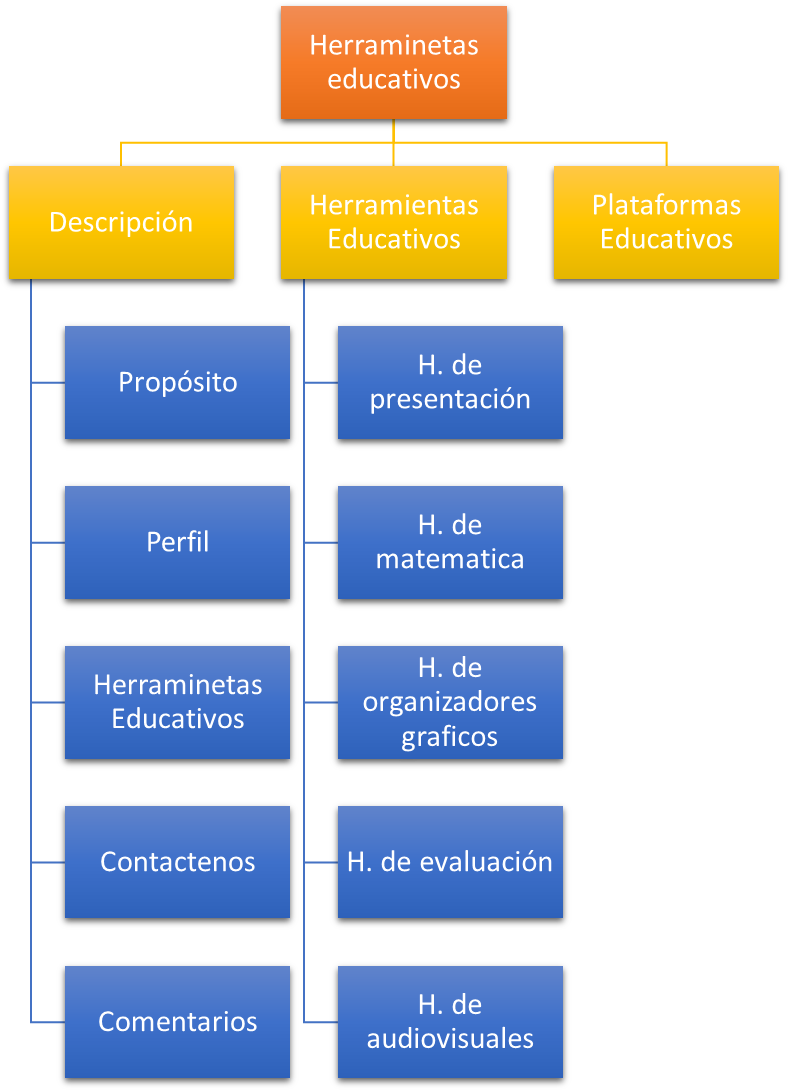 Herraminetas
educativos
Descripción
Herramientas
Educativos
Plataformas
Educativos
Propósito
Perfil
Herraminetas
Educativos
Contactenos
Comentarios
H. de
presentación
H. de
matematica
H. de
organizadores
graficos
H. de evaluación
H. de
audiovisuales